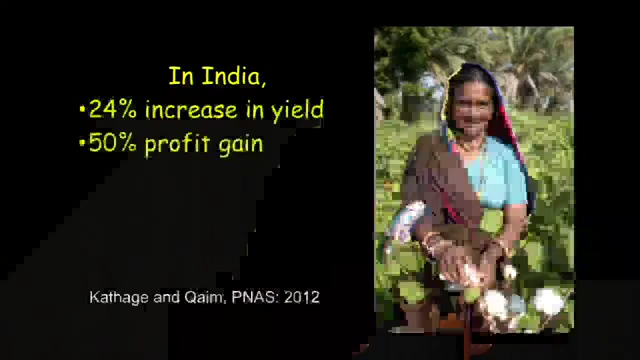 In India,
•24% increase in yield
•50% profit gain
Kathage and Qaim, PNAS: 2012